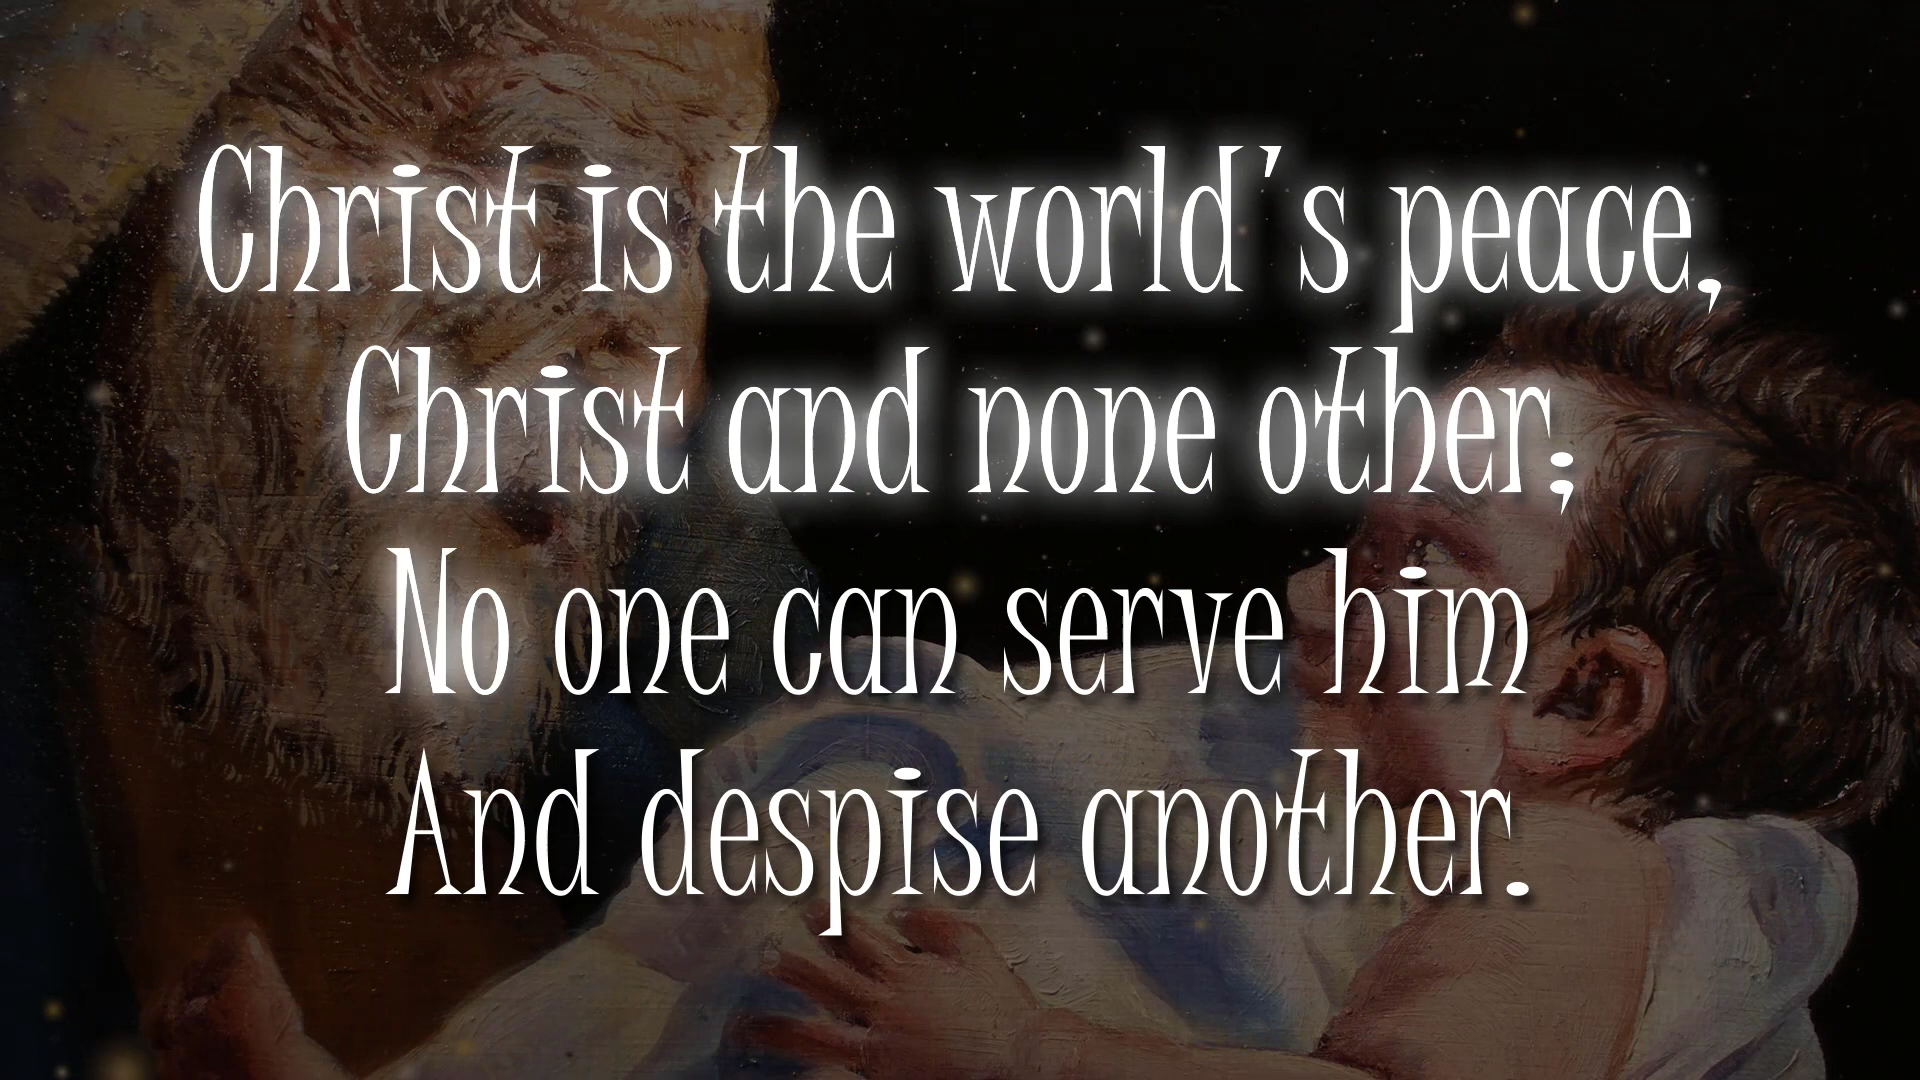 Christ is the world's peace,
Christ and none other;
No one can serve him
And despise another.